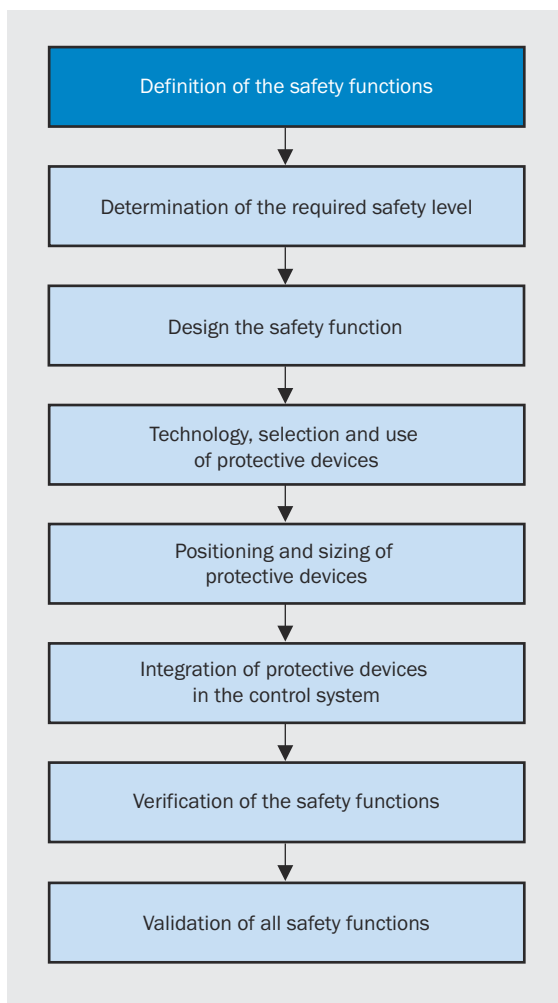 Definition of the safety functions
Determination of the required safety level
Design the safety function
Technology, selection and use
of protective devices
Positioning and sizing of
protective devices
Integration of protective devices
in the control system
Verification of the safety functions
Validation of all safety functions